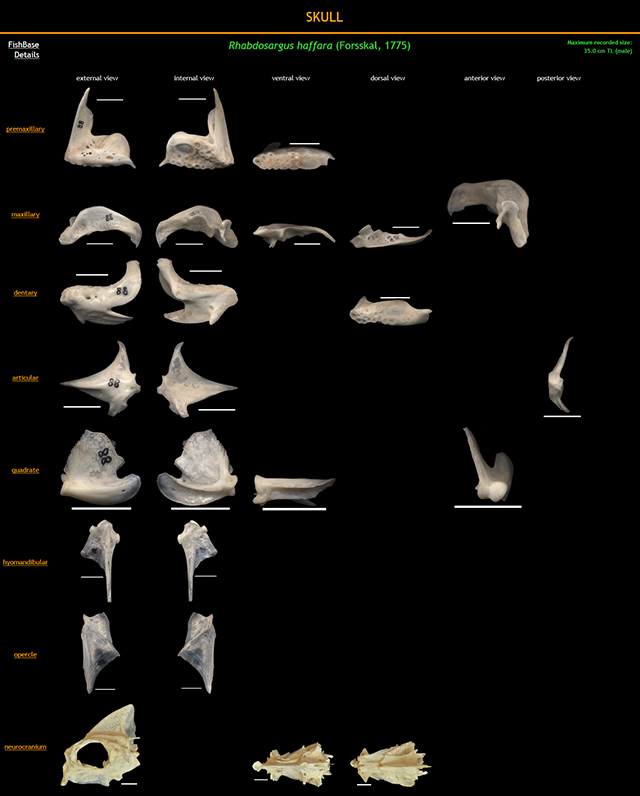 SKULL
FishBase
Details
Rhabdosargus haffara (Forsskal, 1775)
Maximum recorded size:
35.0 cm TL (male)
external view internal view ventral view dorsal view anterior view posterior view
premaxillary
maxillary
dentary
articular
quadrate
hyomandibular
opercle
neurocranium